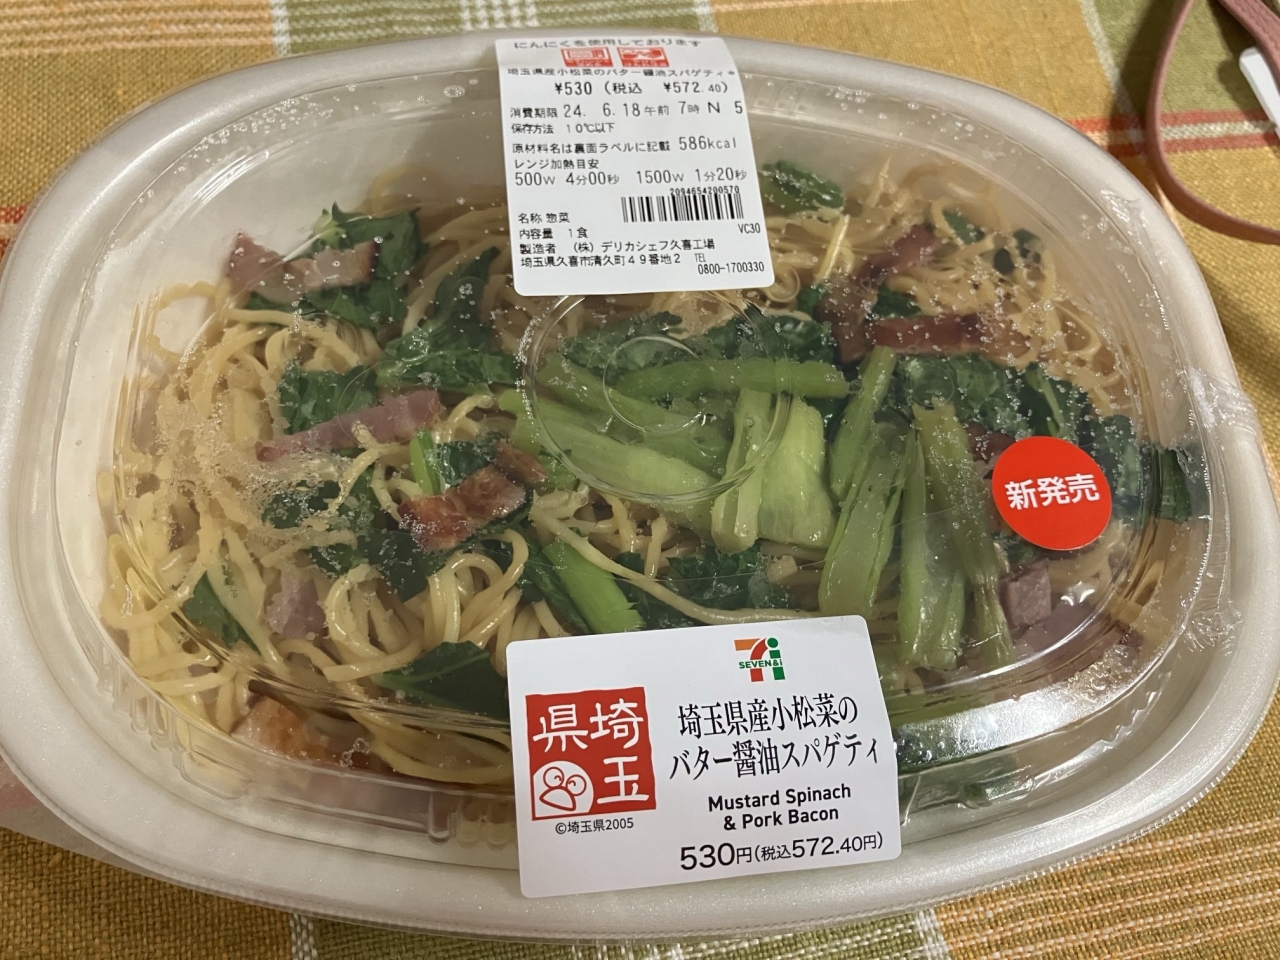 にんにくを使用しております
埼玉県産小松菜のバター醤油スパゲティ*
¥530 (税込 ¥572.40)
消費期限 24. 6.18午前 7時 N 5
保存方法 10℃以下
原材料名は裏面ラベルに記載 586kcal
レンジ加熱目安
500W 4分00秒 1500W 1分20秒
2094654200570
名称 惣菜
内容量 1食 VC30
製造者 (株)デリカシェフ久喜工場
埼玉県久喜市清久町49番地2 TEL
0800-1700330
新発売
SEVEN&i
埼玉県
©埼玉県2005
埼玉県産小松菜の
バター醤油スパゲティ
Mustard Spinach
& Pork Bacon
530円(税込572.40円)